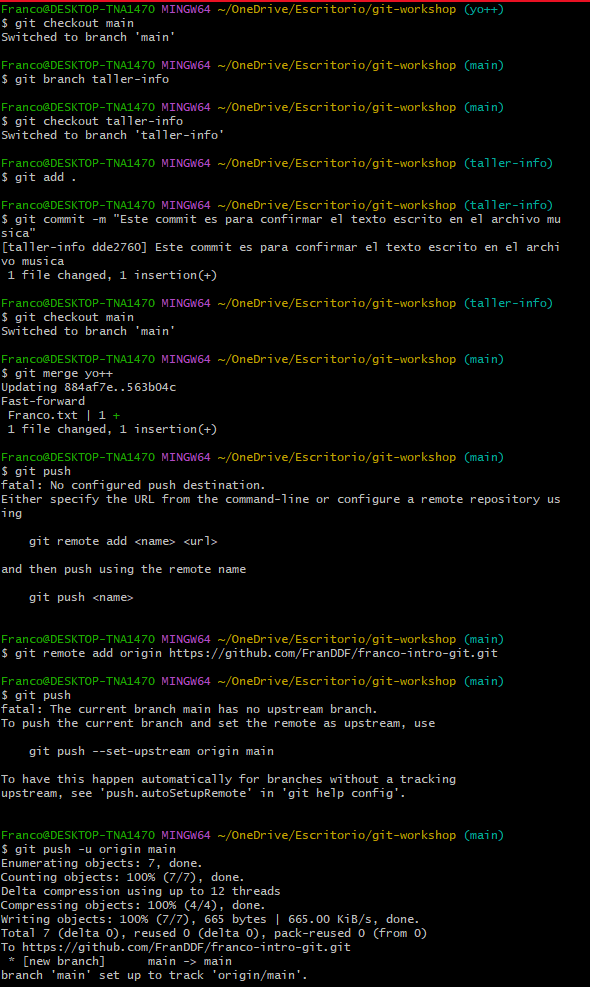 Franco@DESKTOP-TNA1470 MINGW64 ~/OneDrive/Escritorio/git-workshop (yo++)
$ git checkout main
Switched to branch 'main'

Franco@DESKTOP-TNA1470 MINGW64 ~/OneDrive/Escritorio/git-workshop (main)
$ git branch taller-info

Franco@DESKTOP-TNA1470 MINGW64 ~/OneDrive/Escritorio/git-workshop (main)
$ git checkout taller-info
Switched to branch 'taller-info'

Franco@DESKTOP-TNA1470 MINGW64 ~/OneDrive/Escritorio/git-workshop (taller-info)
$ git add .

Franco@DESKTOP-TNA1470 MINGW64 ~/OneDrive/Escritorio/git-workshop (taller-info)
$ git commit -m "Este commit es para confirmar el texto escrito en el archivo mu
sica"
[taller-info dde2760] Este commit es para confirmar el texto escrito en el archi
vo musica
 1 file changed, 1 insertion(+)

Franco@DESKTOP-TNA1470 MINGW64 ~/OneDrive/Escritorio/git-workshop (taller-info)
$ git checkout main
Switched to branch 'main'

Franco@DESKTOP-TNA1470 MINGW64 ~/OneDrive/Escritorio/git-workshop (main)
$ git merge yo++
Updating 884af7e..563b04c
Fast-forward
 Franco.txt | 1 +
 1 file changed, 1 insertion(+)

Franco@DESKTOP-TNA1470 MINGW64 ~/OneDrive/Escritorio/git-workshop (main)
$ git push
fatal: No configured push destination.
Either specify the URL from the command-line or configure a remote repository us
ing

    git remote add <name> <url>

and then push using the remote name

    git push <name>


Franco@DESKTOP-TNA1470 MINGW64 ~/OneDrive/Escritorio/git-workshop (main)
$ git remote add origin https://github.com/FranDDF/franco-intro-git.git

Franco@DESKTOP-TNA1470 MINGW64 ~/OneDrive/Escritorio/git-workshop (main)
$ git push
fatal: The current branch main has no upstream branch.
To push the current branch and set the remote as upstream, use

    git push --set-upstream origin main

To have this happen automatically for branches without a tracking
upstream, see 'push.autoSetupRemote' in 'git help config'.


Franco@DESKTOP-TNA1470 MINGW64 ~/OneDrive/Escritorio/git-workshop (main)
$ git push -u origin main
Enumerating objects: 7, done.
Counting objects: 100% (7/7), done.
Delta compression using up to 12 threads
Compressing objects: 100% (4/4), done.
Writing objects: 100% (7/7), 665 bytes | 665.00 KiB/s, done.
Total 7 (delta 0), reused 0 (delta 0), pack-reused 0 (from 0)
To https://github.com/FranDDF/franco-intro-git.git
 * [new branch]      main -> main
branch 'main' set up to track 'origin/main'.